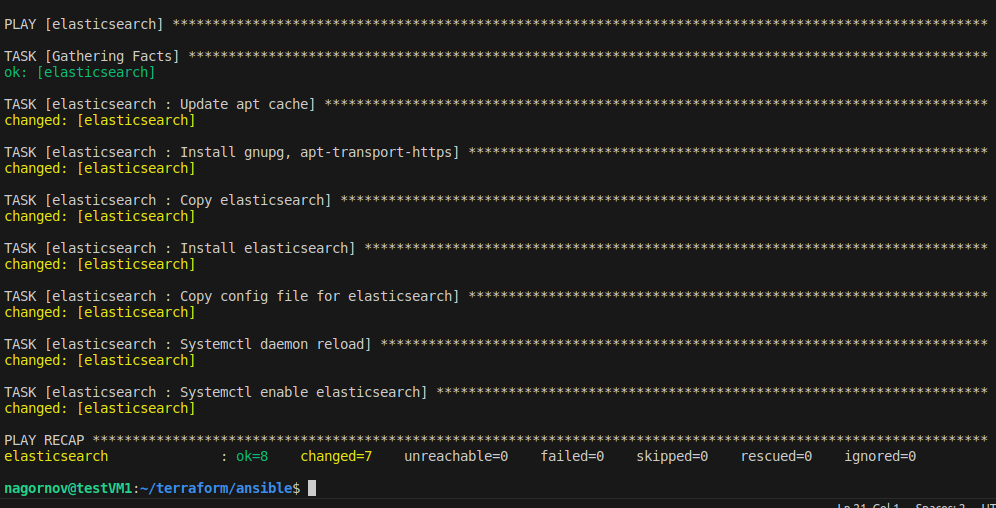 PLAY [elasticsearch] ******************************************************************************************************
TASK [Gathering Facts] ****************************************************************************************************
ok: [elasticsearch]
TASK [elasticsearch : Update apt cache] ***********************************************************************************
changed: [elasticsearch]
TASK [elasticsearch : Install gnupg, apt-transport-https] *****************************************************************
changed: [elasticsearch]
TASK [elasticsearch : Copy elasticsearch] *********************************************************************************
changed: [elasticsearch]
TASK [elasticsearch : Install elasticsearch] ******************************************************************************
changed: [elasticsearch]
TASK [elasticsearch : Copy config file for elasticsearch] *****************************************************************
changed: [elasticsearch]
TASK [elasticsearch : Systemctl daemon reload] ****************************************************************************
changed: [elasticsearch]
TASK [elasticsearch : Systemctl enable elasticsearch] *********************************************************************
changed: [elasticsearch]
PLAY RECAP ****************************************************************************************************************
elasticsearch              : ok=8    changed=7    unreachable=0    failed=0    skipped=0    rescued=0    ignored=0
nagornov@testVM1:~/terraform/ansible$